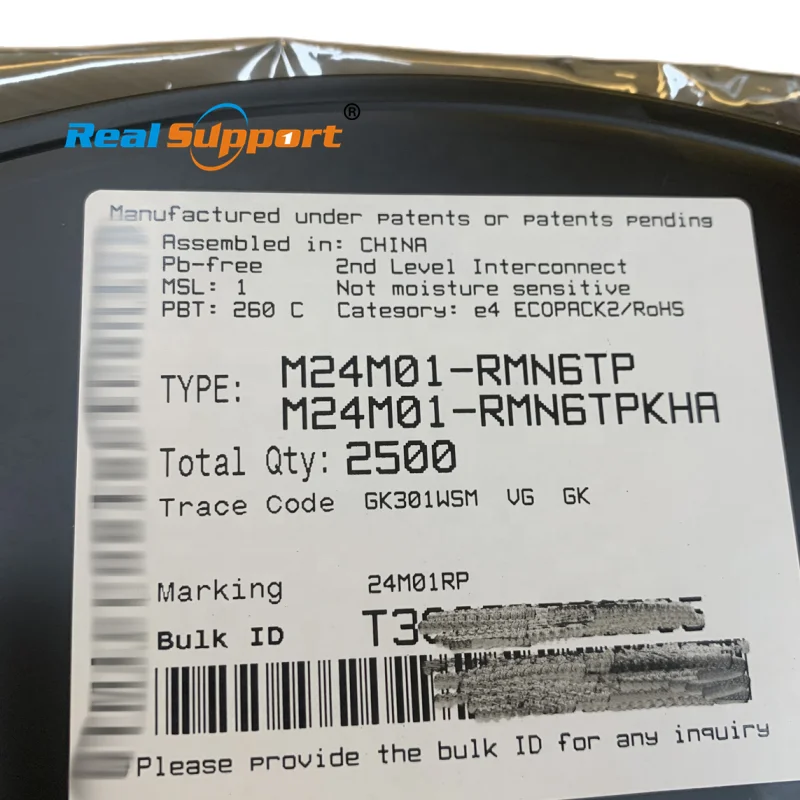 Real Support®
Manufactured under patents or patents pending
Assembled in: CHINA
Pb-free 2nd Level Interconnect
MSL: 1 Not moisture sensitive
PBT: 260 C Category: e4 ECOPACK2/RoHS
TYPE: M24M01-RMN6TP
M24M01-RMN6TPKHA
Total Qty: 2500
Trace Code GK301WSM VG GK
Marking 24M01RP
Bulk ID
Please provide the bulk ID for any inquiry